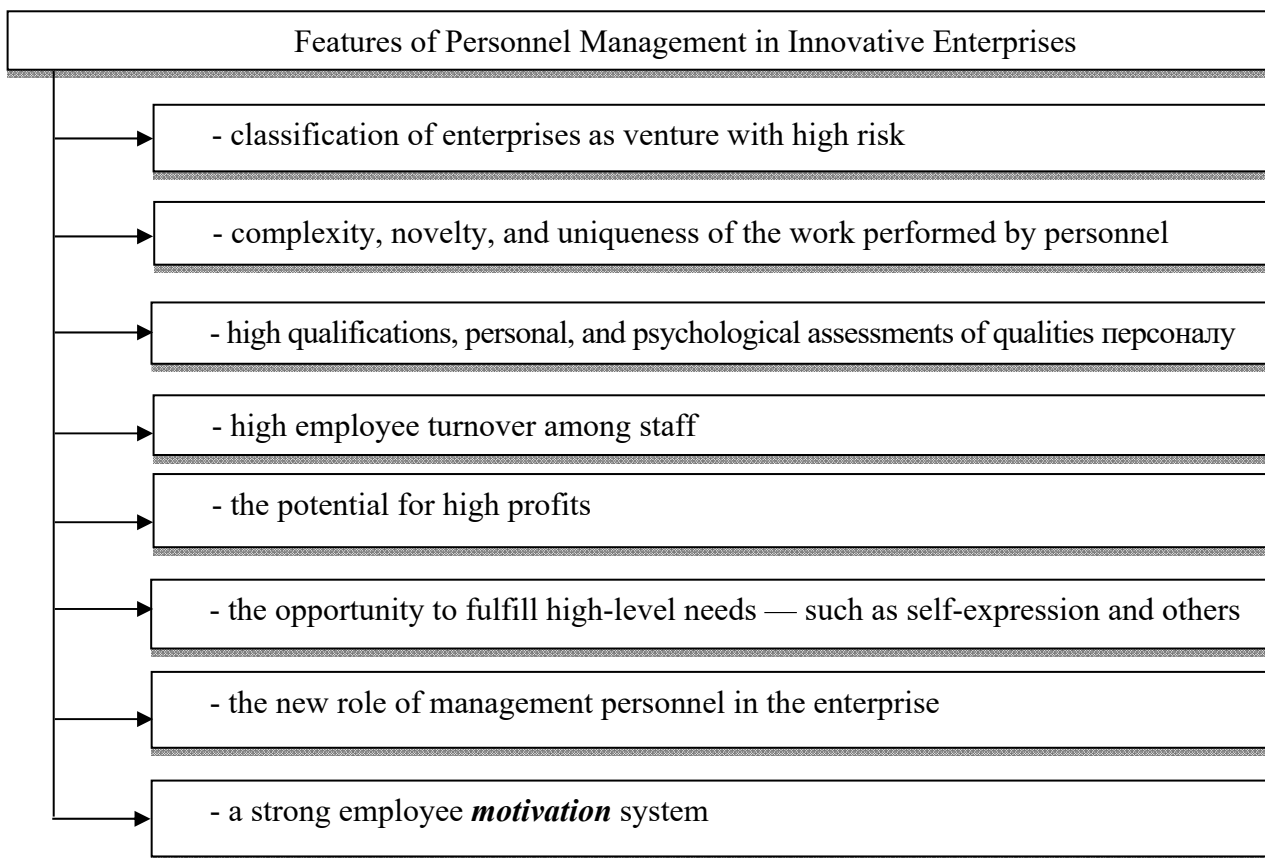 Features of Personnel Management in Innovative Enterprises
- classification of enterprises as venture with high risk
- complexity, novelty, and uniqueness of the work performed by personnel
- high qualifications, personal, and psychological assessments of qualities персоналу
- high employee turnover among staff
- the potential for high profits
- the opportunity to fulfill high-level needs — such as self-expression and others
- the new role of management personnel in the enterprise
- a strong employee motivation system